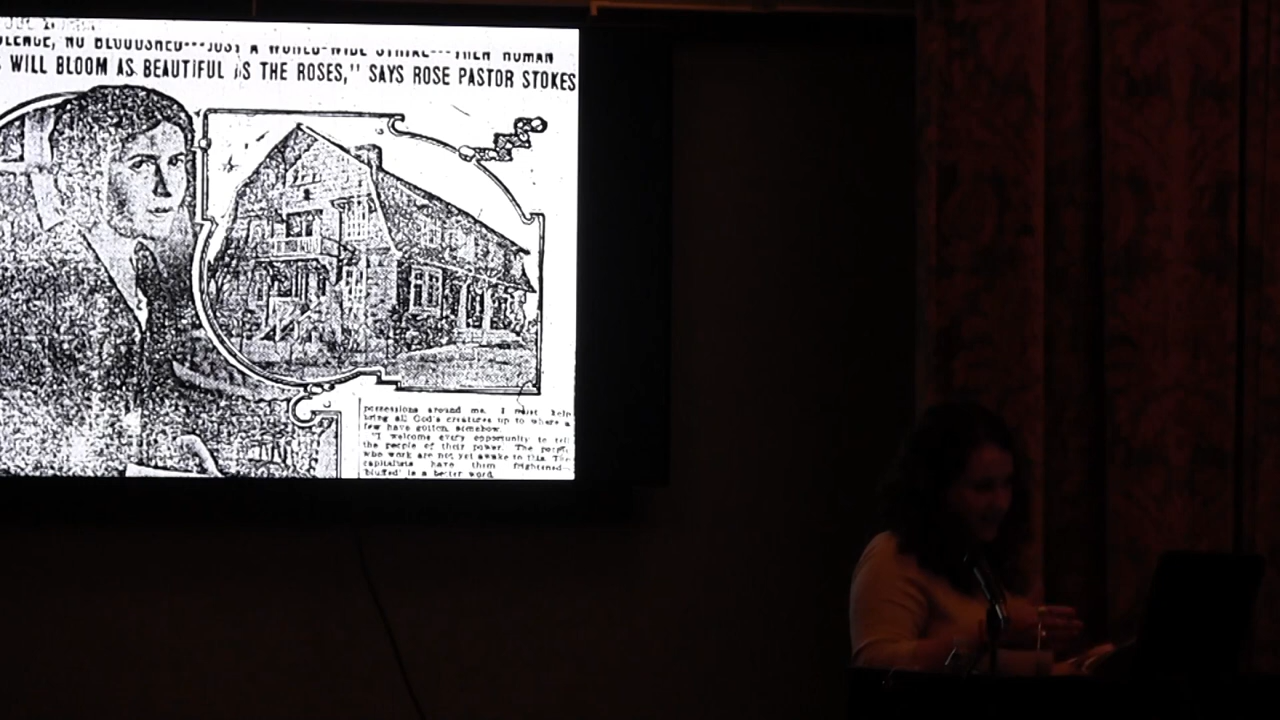 NO BLOODSHED---JUST A WORLD-WIDE STRIKE---THEN HUMAN
WILL BLOOM AS BEAUTIFUL AS THE ROSES," SAYS ROSE PASTOR STOKES
possessions around me. I must help
bring all God's creatures up to where a
few have gotten, somehow.
"I welcome every opportunity to tell
the people of their power. The people
who work are not yet awake to this. The
capitalists have them frightened—
'bluffed' is a better word.